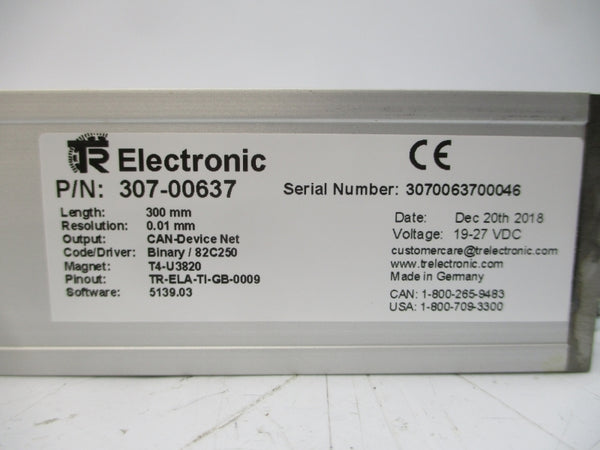 TR Electronic
CE
P/N: 307-00637
Serial Number: 3070063700046
Length: 300 mm
Resolution: 0.01 mm
Output: CAN-Device Net
Code/Driver: Binary / 82C250
Magnet: T4-U3820
Pinout: TR-ELA-TI-GB-0009
Software: 5139.03
Date: Dec 20th 2018
Voltage: 19-27 VDC
customercare@trelectronic.com
www.trelectronic.com
Made in Germany
CAN: 1-800-265-9483
USA: 1-800-709-3300